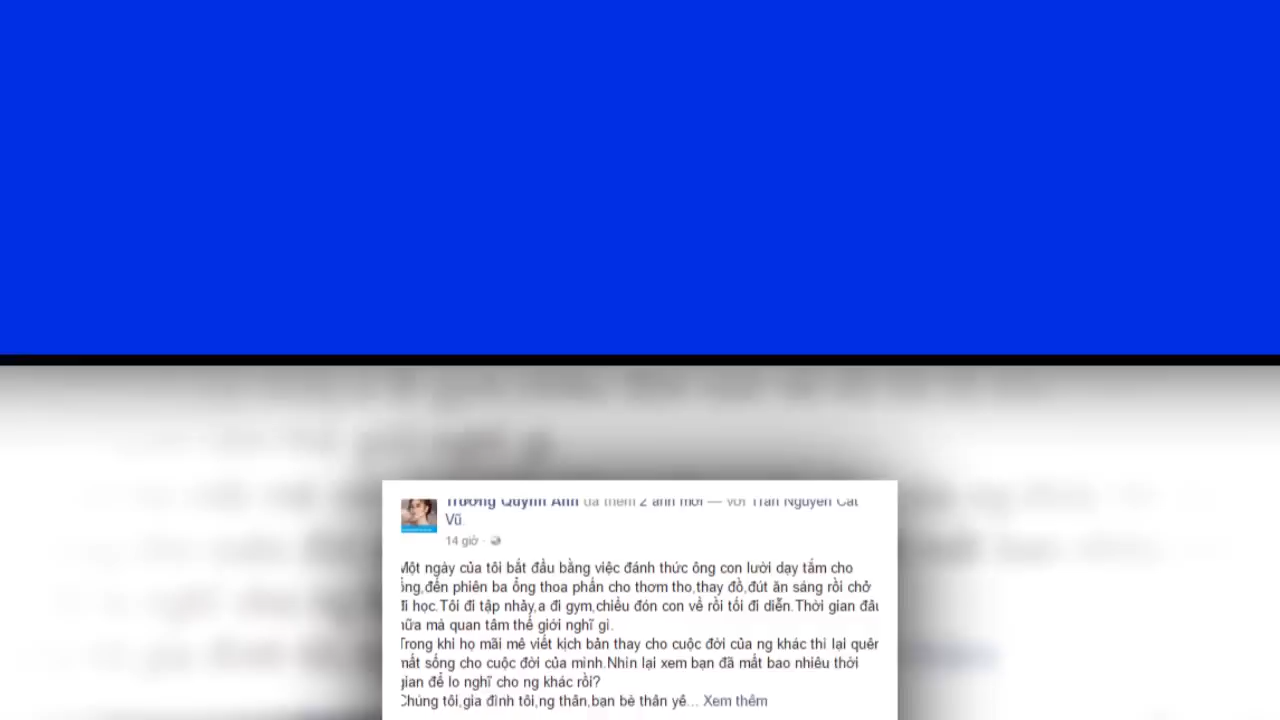 Trương Quỳnh Anh đã thêm 2 ảnh mới — với Trần Nguyên Cát
Vũ.
14 giờ ·
Một ngày của tôi bắt đầu bằng việc đánh thức ông con lười dạy tắm cho
ổng,đến phiên ba ổng thoa phấn cho thơm tho,thay đồ,đút ăn sáng rồi chở
đi học.Tôi đi tập nhảy,a đi gym,chiều đón con về rồi tối đi diễn.Thời gian đâu
nữa mà quan tâm thế giới nghĩ gì.
Trong khi họ mãi mê viết kịch bản thay cho cuộc đời của ng khác thì lại quên
mất sống cho cuộc đời của mình.Nhìn lại xem bạn đã mất bao nhiêu thời
gian để lo nghĩ cho ng khác rồi?
Chúng tôi,gia đình tôi,ng thân,bạn bè thân yê... Xem thêm